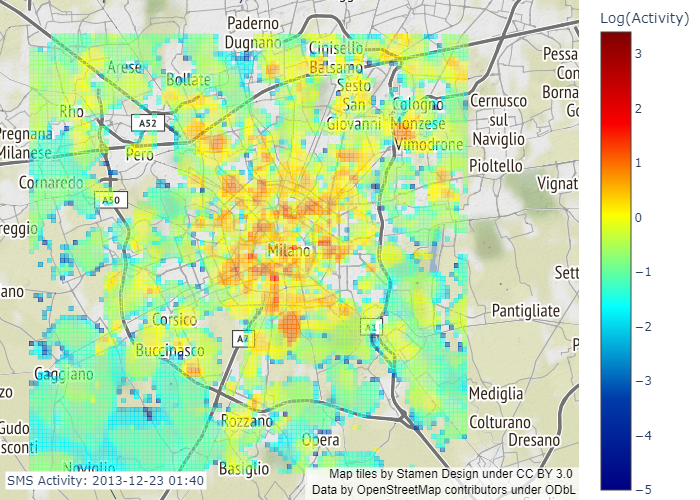 Log(Activity)
3
2
1
0
−1
−2
−3
−4
−5
Paderno
Dugnano
Cinisello
Balsamo
Arese
Bollate
Sesto
San
Giovanni
Cologno
Monzese
Vimodrone
Cernusco
sul
Naviglio
Pioltello
Pessa
Con
Borna
Go
Rho
A52
Pregnana
Milanese
Pero
Cornaredo
A50
reggio
Vignat
Milano
Sett
ano
Pantigliate
Corsico
A7
A1
Buccinasco
P
Gaggiano
zo
Mediglia
Gudo
sconti
Rozzano
Opera
Colturano
Dresano
Noviglio
Basiglio
SMS Activity: 2013-12-23 01:40
Map tiles by Stamen Design under CC BY 3.0
Data by OpenStreetMap contributors under ODbL